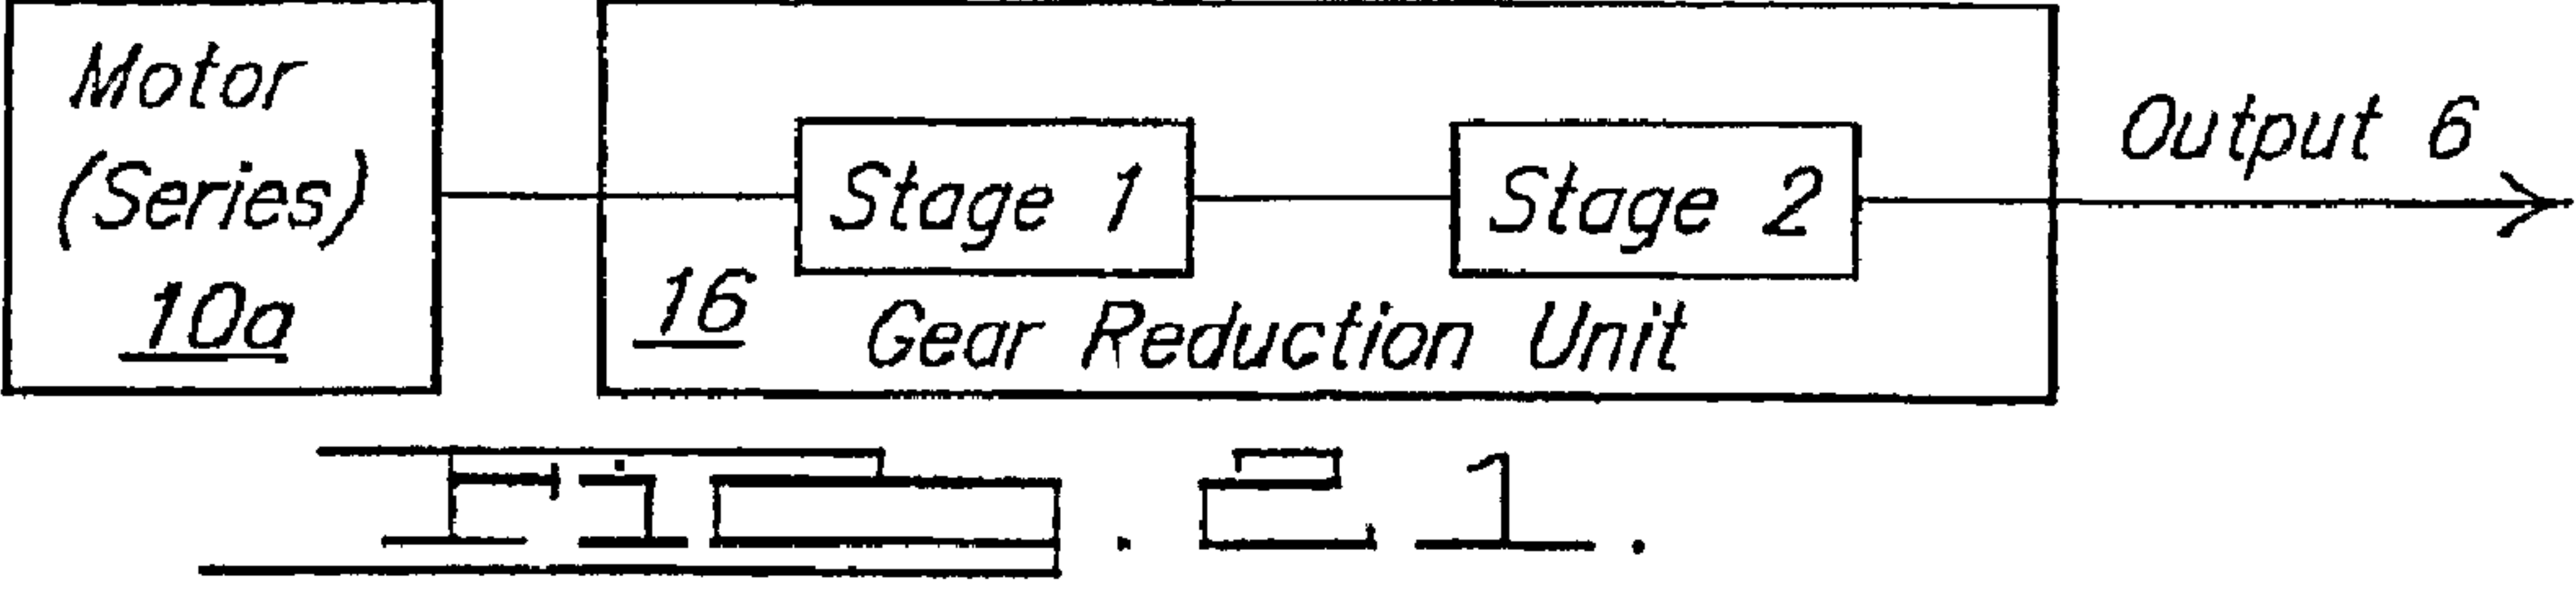 Motor
(Series)
10a
Stage 1
Stage 2
16
Gear Reduction Unit
Output 6
Fig. 21.